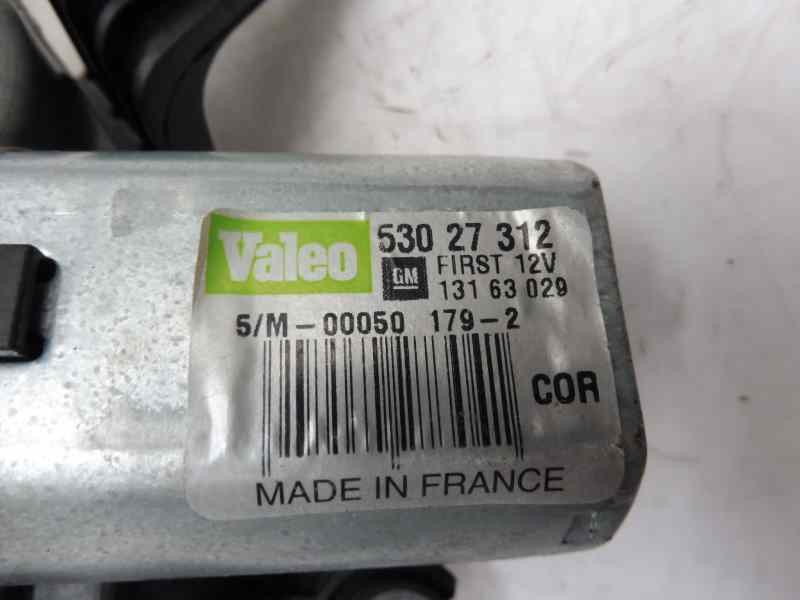 Valeo 530 27 312
GM FIRST 12V
131 63 029
5/M-00050 179-2
COR
MADE IN FRANCE